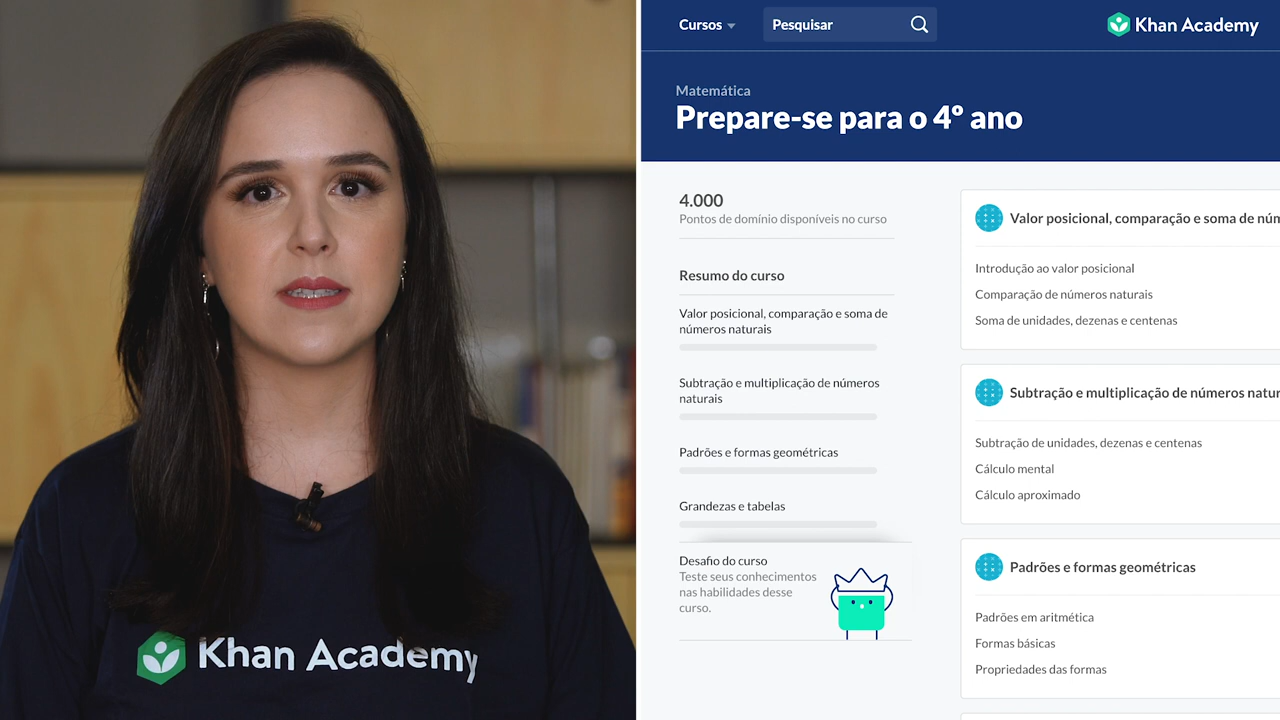 Khan Academy
Cursos
Pesquisar
Khan Academy
Matemática
Prepare-se para o 4º ano
4.000
Pontos de domínio disponíveis no curso
Resumo do curso
Valor posicional, comparação e soma de
números naturais
Subtração e multiplicação de números
naturais
Padrões e formas geométricas
Grandezas e tabelas
Desafio do curso
Teste seus conhecimentos
nas habilidades desse
curso.
Valor posicional, comparação e soma de núm
Introdução ao valor posicional
Comparação de números naturais
Soma de unidades, dezenas e centenas
Subtração e multiplicação de números natur
Subtração de unidades, dezenas e centenas
Cálculo mental
Cálculo aproximado
Padrões e formas geométricas
Padrões em aritmética
Formas básicas
Propriedades das formas